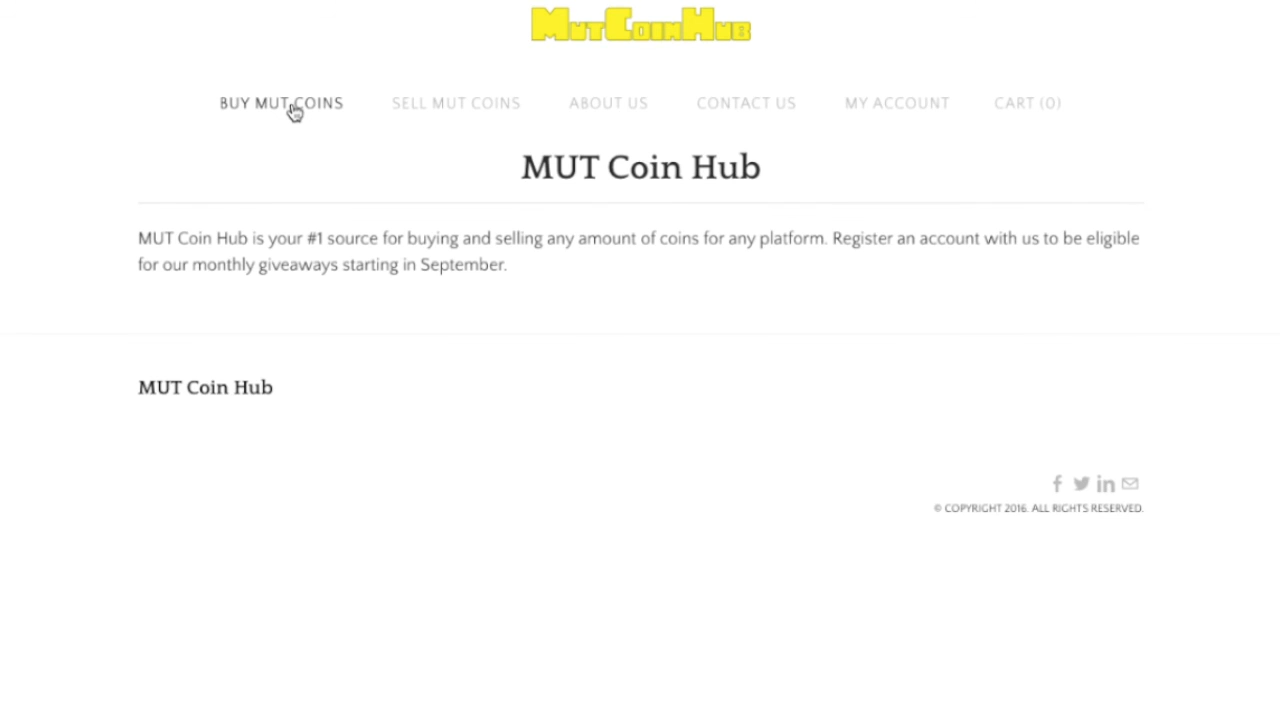 MutCoinHub
BUY MUT COINS SELL MUT COINS ABOUT US CONTACT US MY ACCOUNT CART (0)
MUT Coin Hub
MUT Coin Hub is your #1 source for buying and selling any amount of coins for any platform. Register an account with us to be eligible
for our monthly giveaways starting in September.
MUT Coin Hub
© COPYRIGHT 2016. ALL RIGHTS RESERVED.